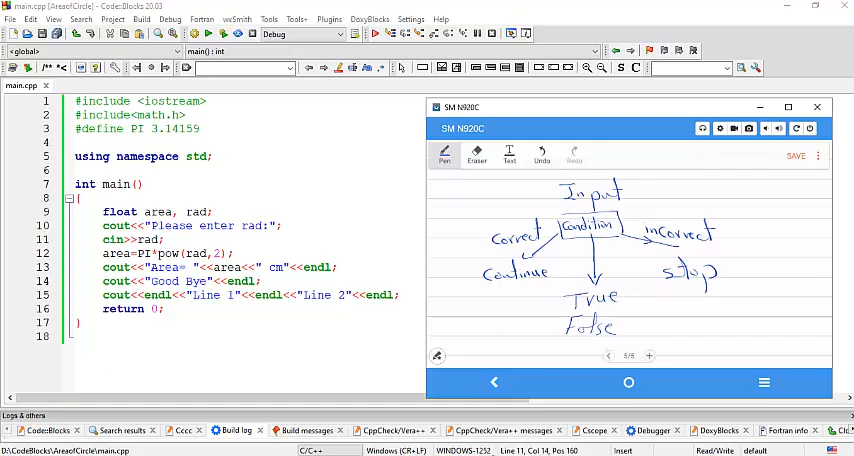 main.cpp [AreaofCircle] - Code::Blocks 20.03
File Edit View Search Project Build Debug Fortran wxSmith Tools Tools+ Plugins DoxyBlocks Settings Help
Debug
<global> main() : int
/** *< 
S C
main.cpp
1 #include <iostream>
2 #include<math.h>
3 #define PI 3.14159
4
5 using namespace std;
6
7 int main()
8 {
9 float area, rad;
10 cout<<"Please enter rad:";
11 cin>>rad;
12 area=PI*pow(rad,2);
13 cout<<"Area= "<<area<<" cm"<<endl;
14 cout<<"Good Bye"<<endl;
15 cout<<endl<<"Line 1"<<endl<<"Line 2"<<endl;
16 return 0;
17 }
18
SM N920C
SM N920C
Pen Eraser Text Undo Redo SAVE
Input
Correct Condition incorrect
Continue stop
True
False
5/5
Logs & others
Code::Blocks Search results Cccc Build log Build messages CppCheck/Vera++ CppCheck/Vera++ messages Cscope Debugger DoxyBlocks Fortran info Clo
D:\CodeBlocks\AreaofCircle\main.cpp C/C++ Windows (CR+LF) WINDOWS-1252 Line 11, Col 14, Pos 160 Insert Read/Write default